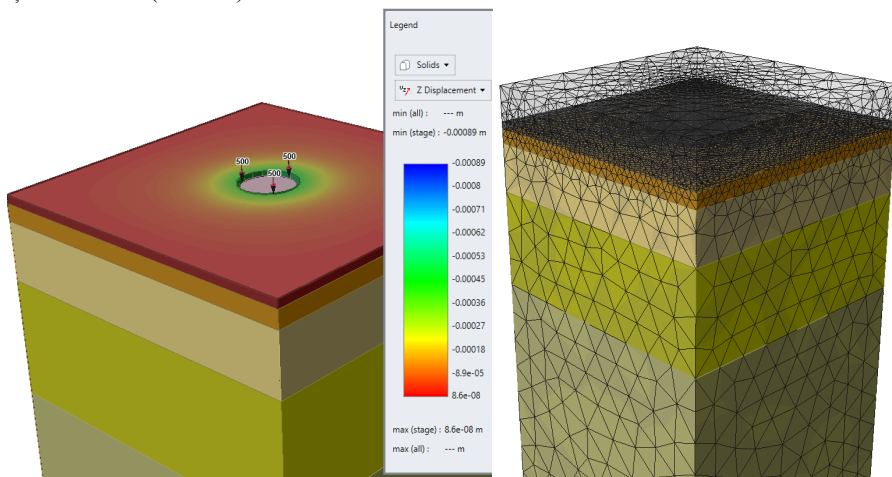 Legend
Solids
Z Displacement
min (all) : --- m
min (stage) : -0.00089 m
-0.00089
-0.0008
-0.00071
-0.00062
-0.00053
-0.00045
-0.00036
-0.00027
-0.00018
-8.9e-05
8.6e-08
max (stage) : 8.6e-08 m
max (all) : --- m
500
500
500